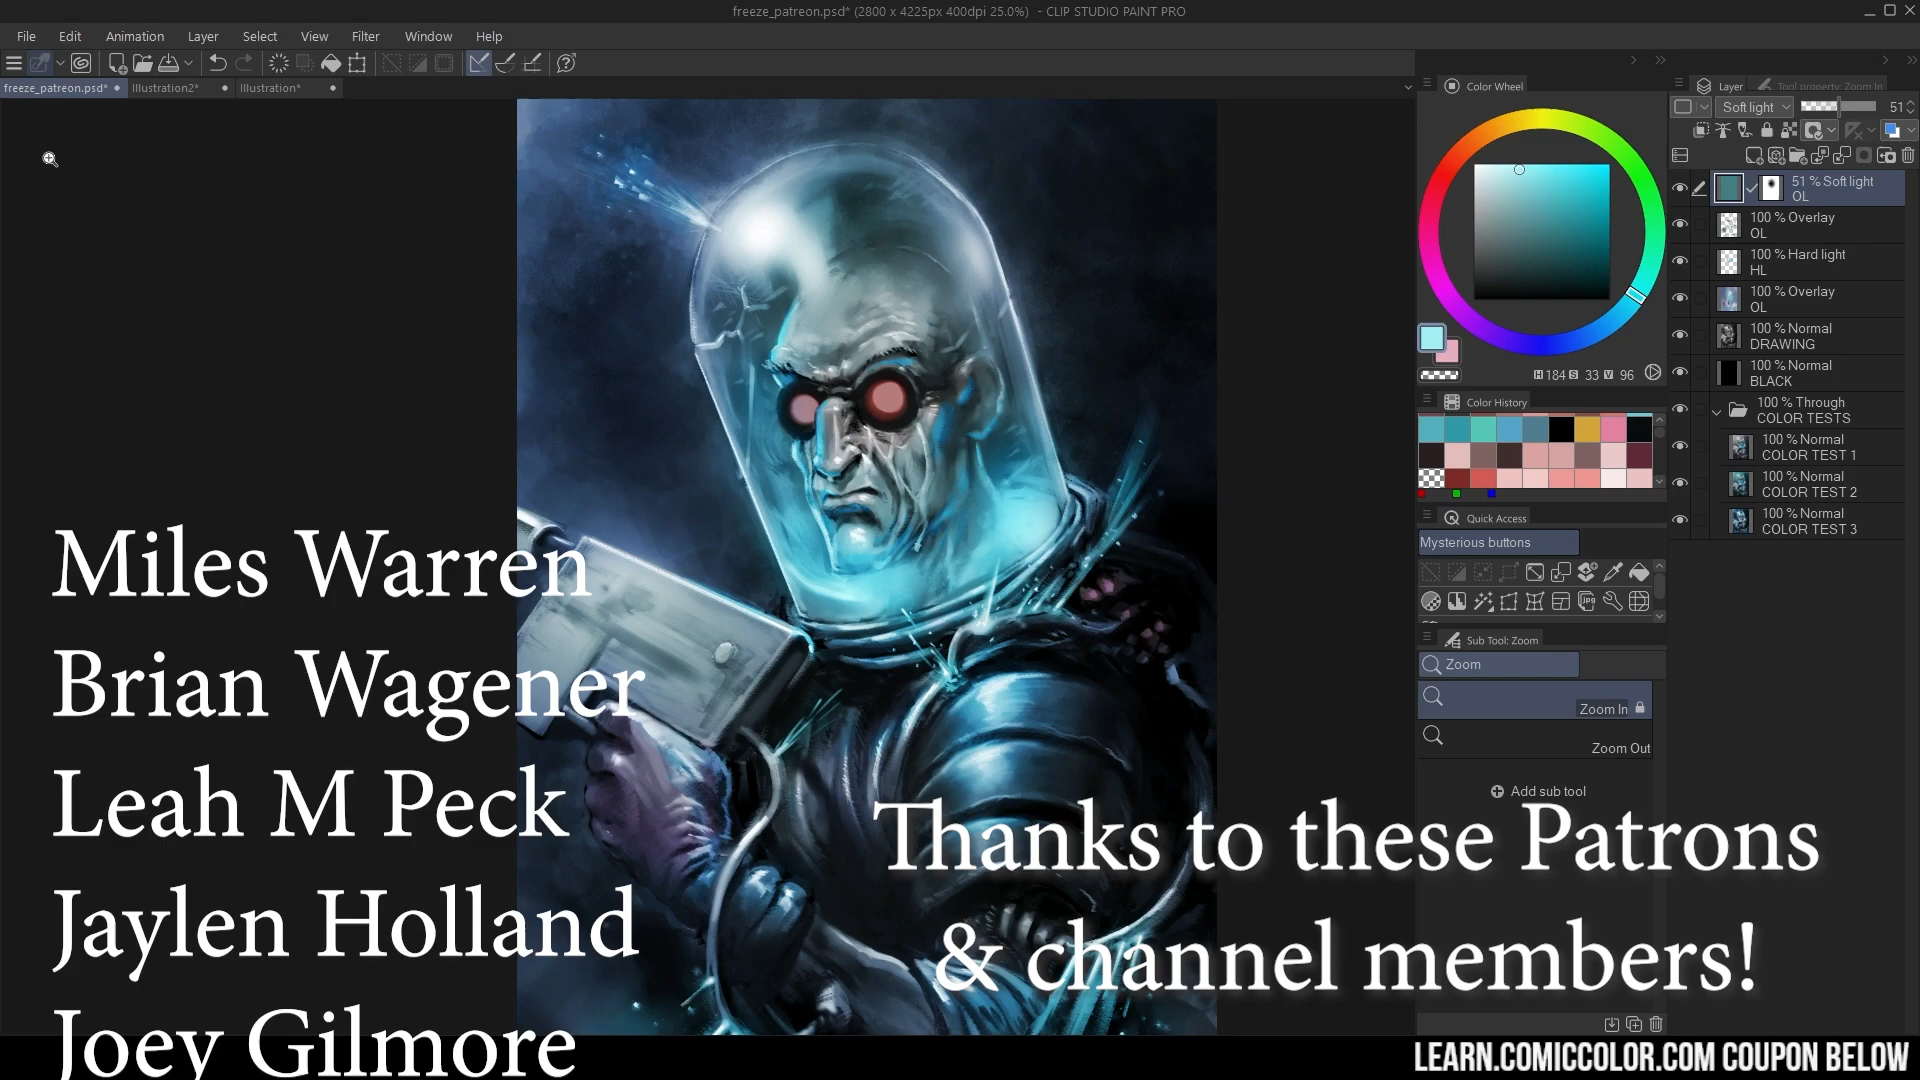 freeze_patreon.psd* (2800 x 4225px 400dpi 25.0%) - CLIP STUDIO PAINT PRO
File Edit Animation Layer Select View Filter Window Help
freeze_patreon.psd* Illustration2* Illustration*
Color Wheel
H 184 S 33 V 96
Color History
Quick Access
Mysterious buttons
Sub Tool: Zoom
Zoom
Zoom In
Zoom Out
Add sub tool
Layer Tool property: Zoom In
Soft light 51
51 % Soft light
OL
100 % Overlay
OL
100 % Hard light
HL
100 % Overlay
OL
100 % Normal
DRAWING
100 % Normal
BLACK
100 % Through
COLOR TESTS
100 % Normal
COLOR TEST 1
100 % Normal
COLOR TEST 2
100 % Normal
COLOR TEST 3
Miles Warren
Brian Wagener
Leah M Peck
Jaylen Holland
Joey Gilmore
Thanks to these Patrons
& channel members!
LEARN.COMICCOLOR.COM COUPON BELOW